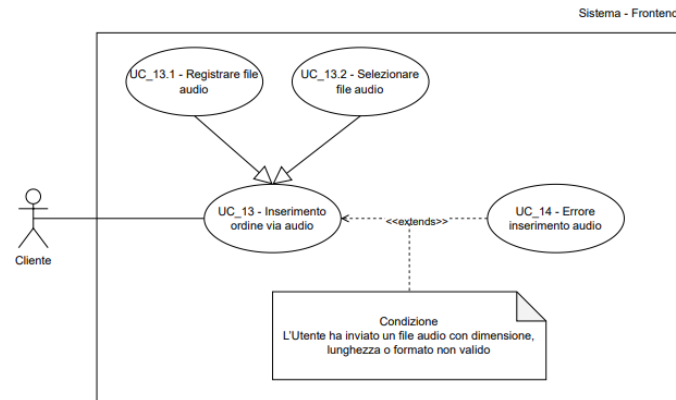 Sistema - Frontend
UC_13.1 - Registrare file
audio
UC_13.2 - Selezionare
file audio
UC_13 - Inserimento
ordine via audio
<<extends>>
UC_14 - Errore
inserimento audio
Cliente
Condizione
L'Utente ha inviato un file audio con dimensione,
lunghezza o formato non valido